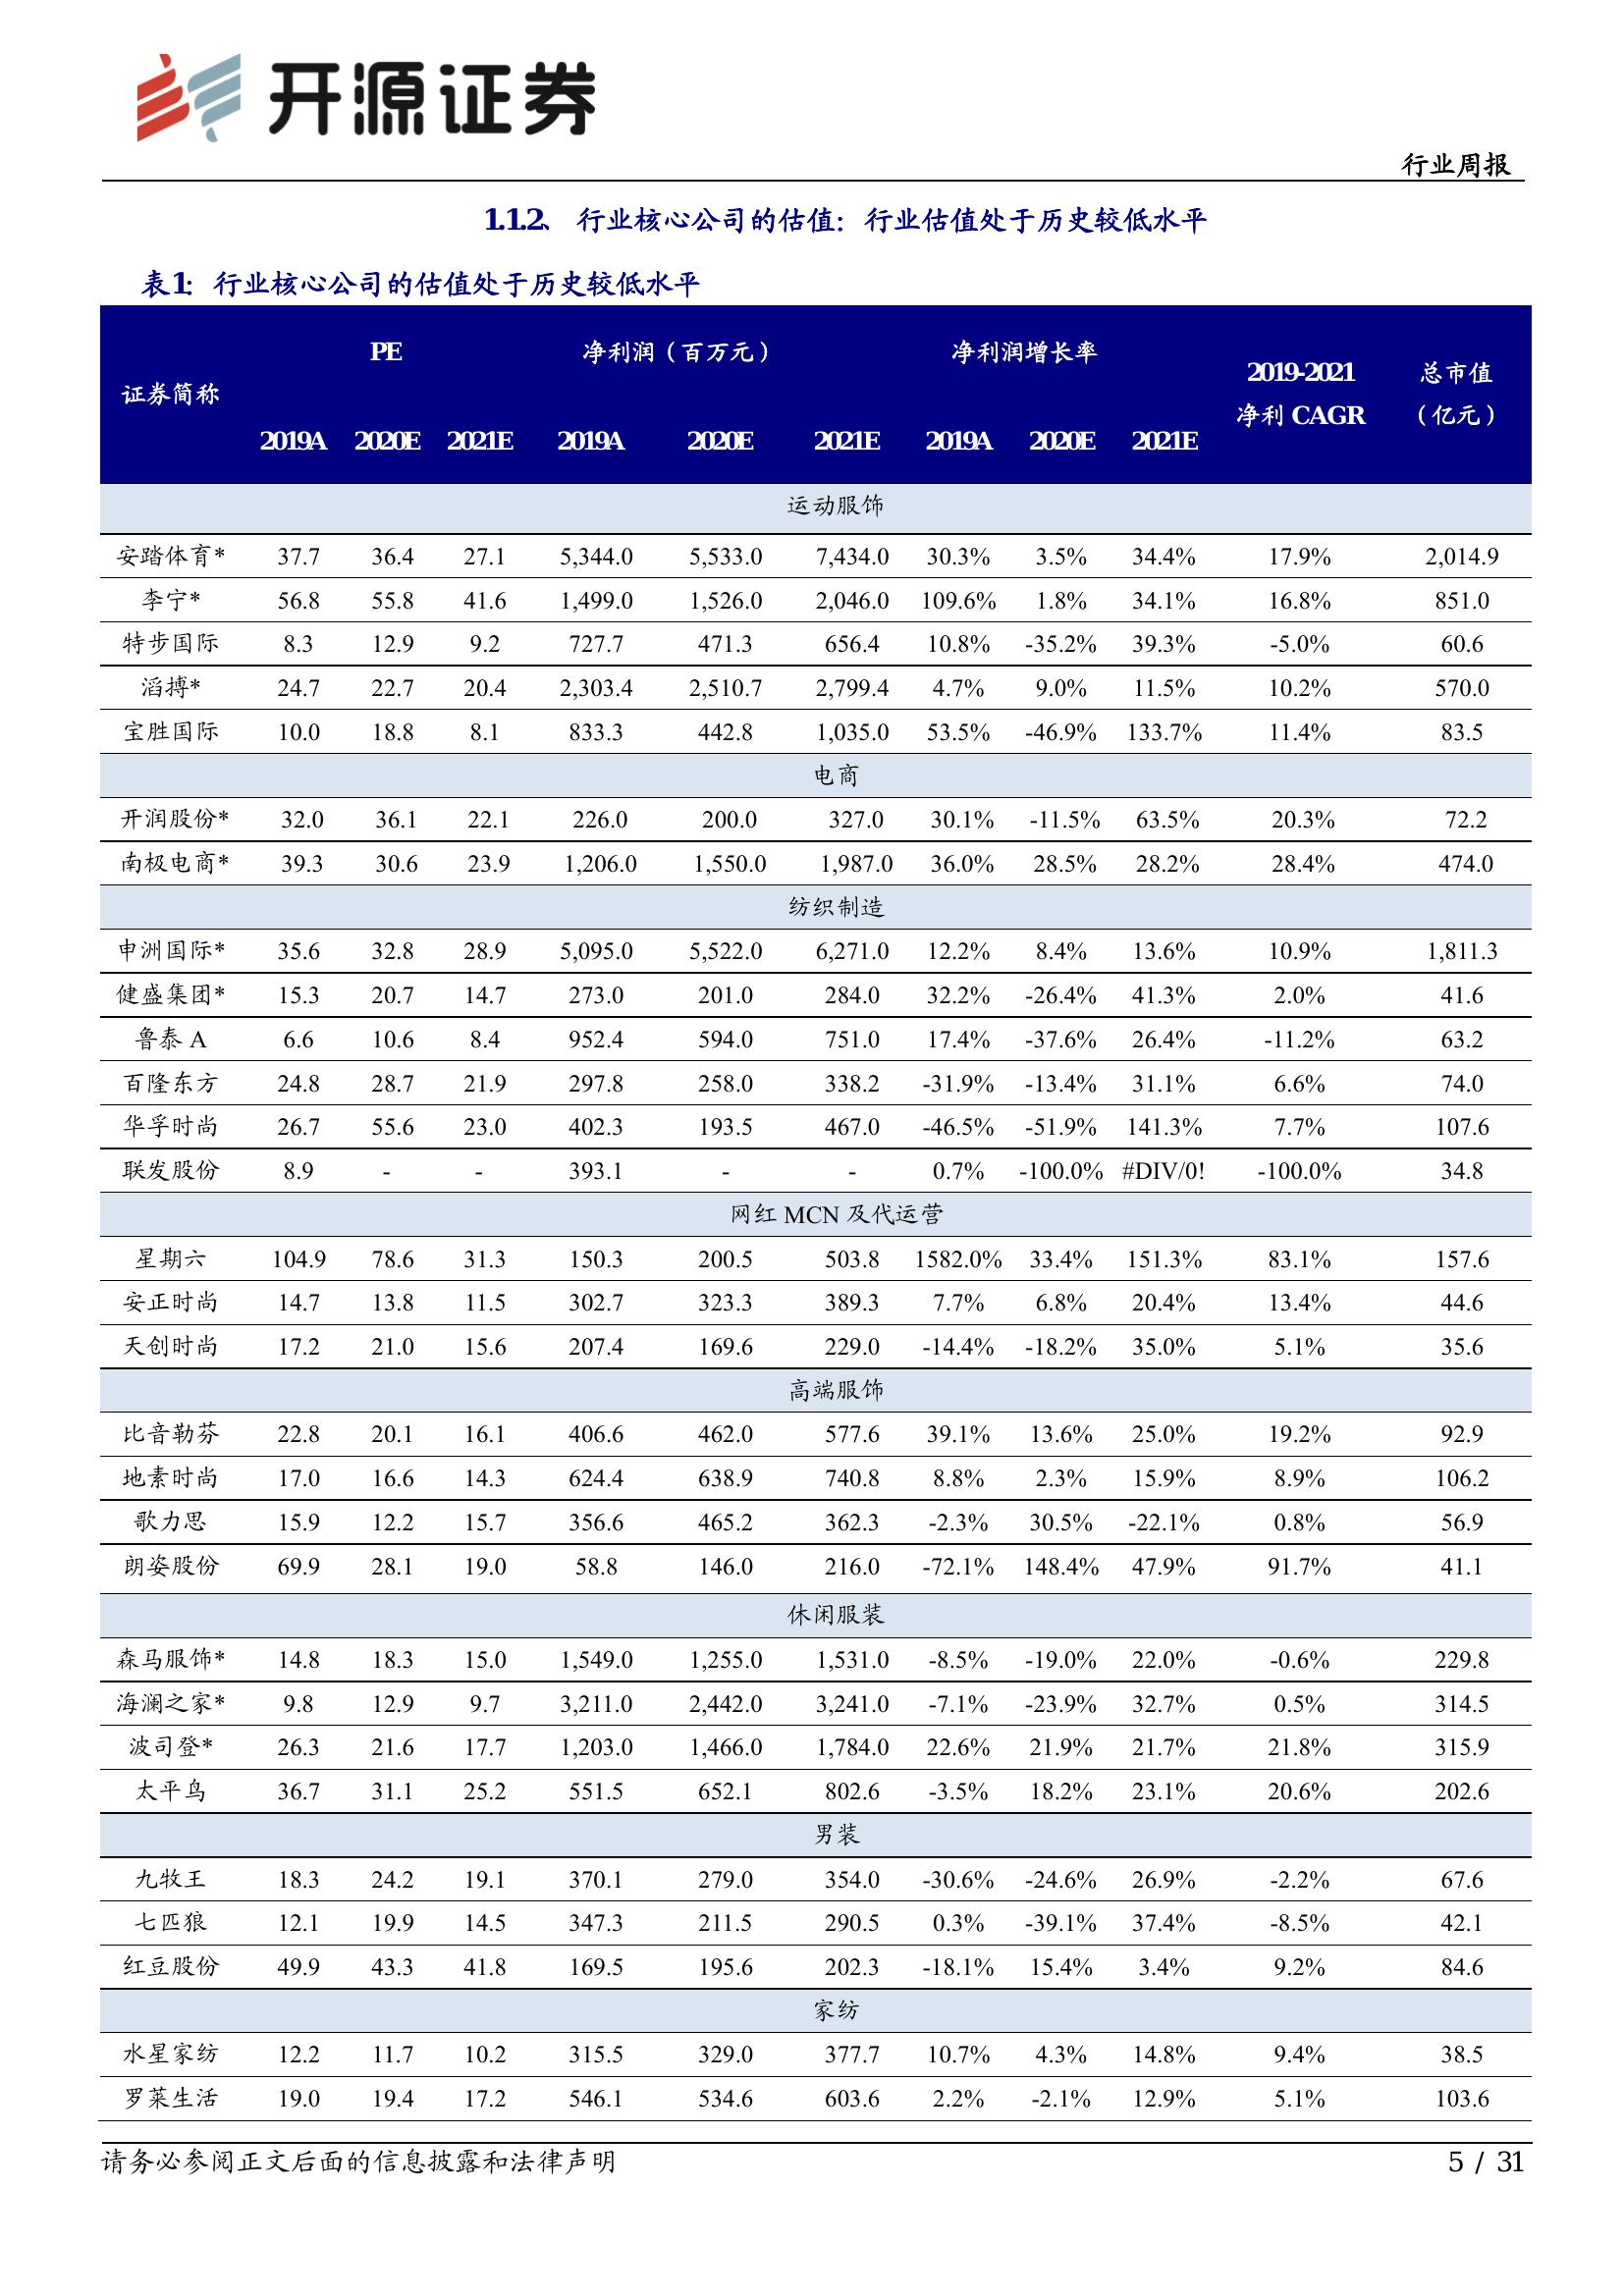 开源证券
行业周报
1.1.2、 行业核心公司的估值：行业估值处于历史较低水平
表1：行业核心公司的估值处于历史较低水平
证券简称 PE 净利润（百万元） 净利润增长率 2019-2021 净利 CAGR 总市值（亿元）
2019A 2020E 2021E 2019A 2020E 2021E 2019A 2020E 2021E
运动服饰
安踏体育* 37.7 36.4 27.1 5,344.0 5,533.0 7,434.0 30.3% 3.5% 34.4% 17.9% 2,014.9
李宁* 56.8 55.8 41.6 1,499.0 1,526.0 2,046.0 109.6% 1.8% 34.1% 16.8% 851.0
特步国际 8.3 12.9 9.2 727.7 471.3 656.4 10.8% -35.2% 39.3% -5.0% 60.6
滔搏* 24.7 22.7 20.4 2,303.4 2,510.7 2,799.4 4.7% 9.0% 11.5% 10.2% 570.0
宝胜国际 10.0 18.8 8.1 833.3 442.8 1,035.0 53.5% -46.9% 133.7% 11.4% 83.5
电商
开润股份* 32.0 36.1 22.1 226.0 200.0 327.0 30.1% -11.5% 63.5% 20.3% 72.2
南极电商* 39.3 30.6 23.9 1,206.0 1,550.0 1,987.0 36.0% 28.5% 28.2% 28.4% 474.0
纺织制造
申洲国际* 35.6 32.8 28.9 5,095.0 5,522.0 6,271.0 12.2% 8.4% 13.6% 10.9% 1,811.3
健盛集团* 15.3 20.7 14.7 273.0 201.0 284.0 32.2% -26.4% 41.3% 2.0% 41.6
鲁泰 A 6.6 10.6 8.4 952.4 594.0 751.0 17.4% -37.6% 26.4% -11.2% 63.2
百隆东方 24.8 28.7 21.9 297.8 258.0 338.2 -31.9% -13.4% 31.1% 6.6% 74.0
华孚时尚 26.7 55.6 23.0 402.3 193.5 467.0 -46.5% -51.9% 141.3% 7.7% 107.6
联发股份 8.9 - - 393.1 - - 0.7% -100.0% #DIV/0! -100.0% 34.8
网红 MCN 及代运营
星期六 104.9 78.6 31.3 150.3 200.5 503.8 1582.0% 33.4% 151.3% 83.1% 157.6
安正时尚 14.7 13.8 11.5 302.7 323.3 389.3 7.7% 6.8% 20.4% 13.4% 44.6
天创时尚 17.2 21.0 15.6 207.4 169.6 229.0 -14.4% -18.2% 35.0% 5.1% 35.6
高端服饰
比音勒芬 22.8 20.1 16.1 406.6 462.0 577.6 39.1% 13.6% 25.0% 19.2% 92.9
地素时尚 17.0 16.6 14.3 624.4 638.9 740.8 8.8% 2.3% 15.9% 8.9% 106.2
歌力思 15.9 12.2 15.7 356.6 465.2 362.3 -2.3% 30.5% -22.1% 0.8% 56.9
朗姿股份 69.9 28.1 19.0 58.8 146.0 216.0 -72.1% 148.4% 47.9% 91.7% 41.1
休闲服装
森马服饰* 14.8 18.3 15.0 1,549.0 1,255.0 1,531.0 -8.5% -19.0% 22.0% -0.6% 229.8
海澜之家* 9.8 12.9 9.7 3,211.0 2,442.0 3,241.0 -7.1% -23.9% 32.7% 0.5% 314.5
波司登* 26.3 21.6 17.7 1,203.0 1,466.0 1,784.0 22.6% 21.9% 21.7% 21.8% 315.9
太平鸟 36.7 31.1 25.2 551.5 652.1 802.6 -3.5% 18.2% 23.1% 20.6% 202.6
男装
九牧王 18.3 24.2 19.1 370.1 279.0 354.0 -30.6% -24.6% 26.9% -2.2% 67.6
七匹狼 12.1 19.9 14.5 347.3 211.5 290.5 0.3% -39.1% 37.4% -8.5% 42.1
红豆股份 49.9 43.3 41.8 169.5 195.6 202.3 -18.1% 15.4% 3.4% 9.2% 84.6
家纺
水星家纺 12.2 11.7 10.2 315.5 329.0 377.7 10.7% 4.3% 14.8% 9.4% 38.5
罗莱生活 19.0 19.4 17.2 546.1 534.6 603.6 2.2% -2.1% 12.9% 5.1% 103.6
请务必参阅正文后面的信息披露和法律声明 5 / 31